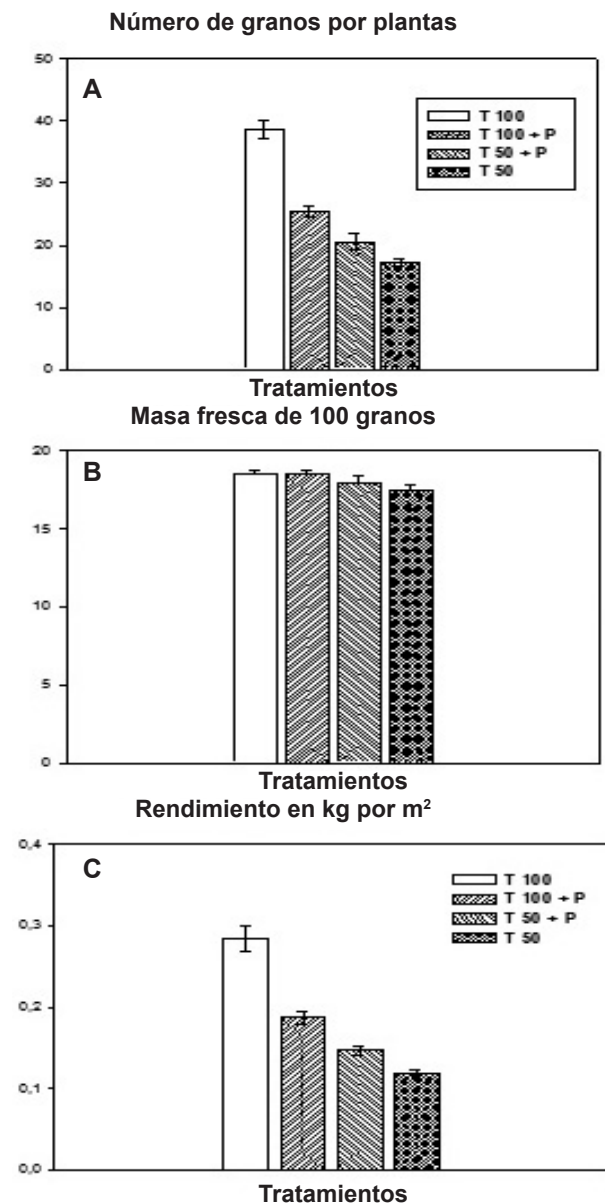 Número de granos por plantas
50
A
T 100
40
T 100 + P
T 50 + P
T 50
30
20
10
0
Tratamientos
Masa fresca de 100 granos
20
B
15
10
5
0
Tratamientos
Rendimiento en kg por m²
0,4
C
T 100
T 100 + P
0,3
T 50 + P
T 50
0,2
0,1
0,0
Tratamientos